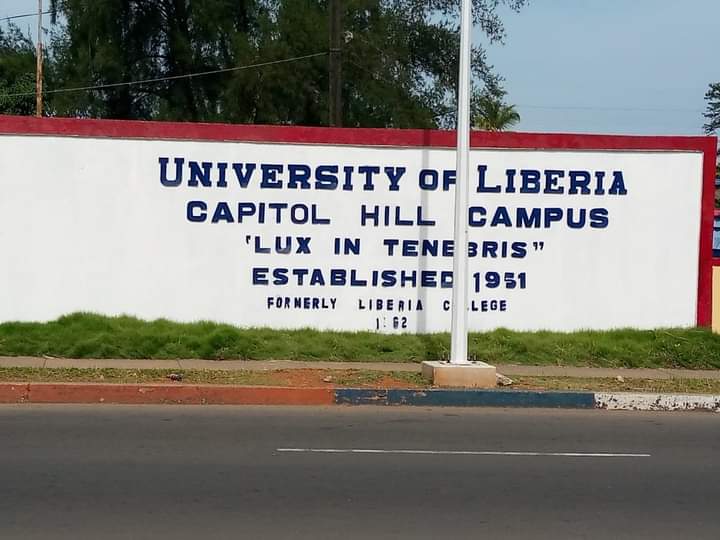 UNIVERSITY OF LIBERIA
CAPITOL HILL CAMPUS
'LUX IN TENEBRIS"
ESTABLISHED 1951
FORMERLY LIBERIA COLLEGE